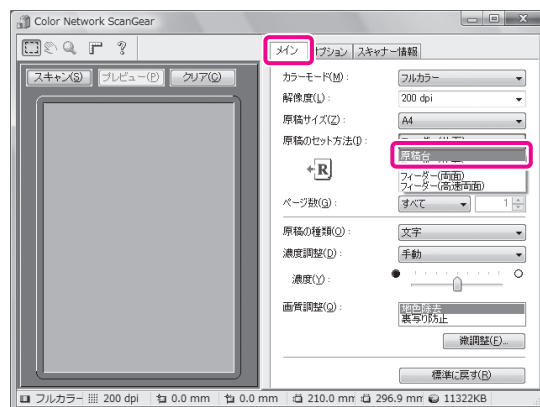 Color Network ScanGear
メイン オプション スキャナー情報
スキャン(S) プレビュー(P) クリア(O)
カラーモード(M)： フルカラー
解像度(L)： 200 dpi
原稿サイズ(Z)： A4
原稿のセット方法(I)：
原稿台
フィーダー(両面)
フィーダー(高速両面)
R
ページ数(G)： すべて 1
原稿の種類(O)： 文字
濃度調整(D)： 手動
濃度(Y)：
画質調整(Q)： 地色除去
裏写り防止
微調整(F)...
標準に戻す(R)
フルカラー 200 dpi 0.0 mm 0.0 mm 210.0 mm 296.9 mm 11322KB